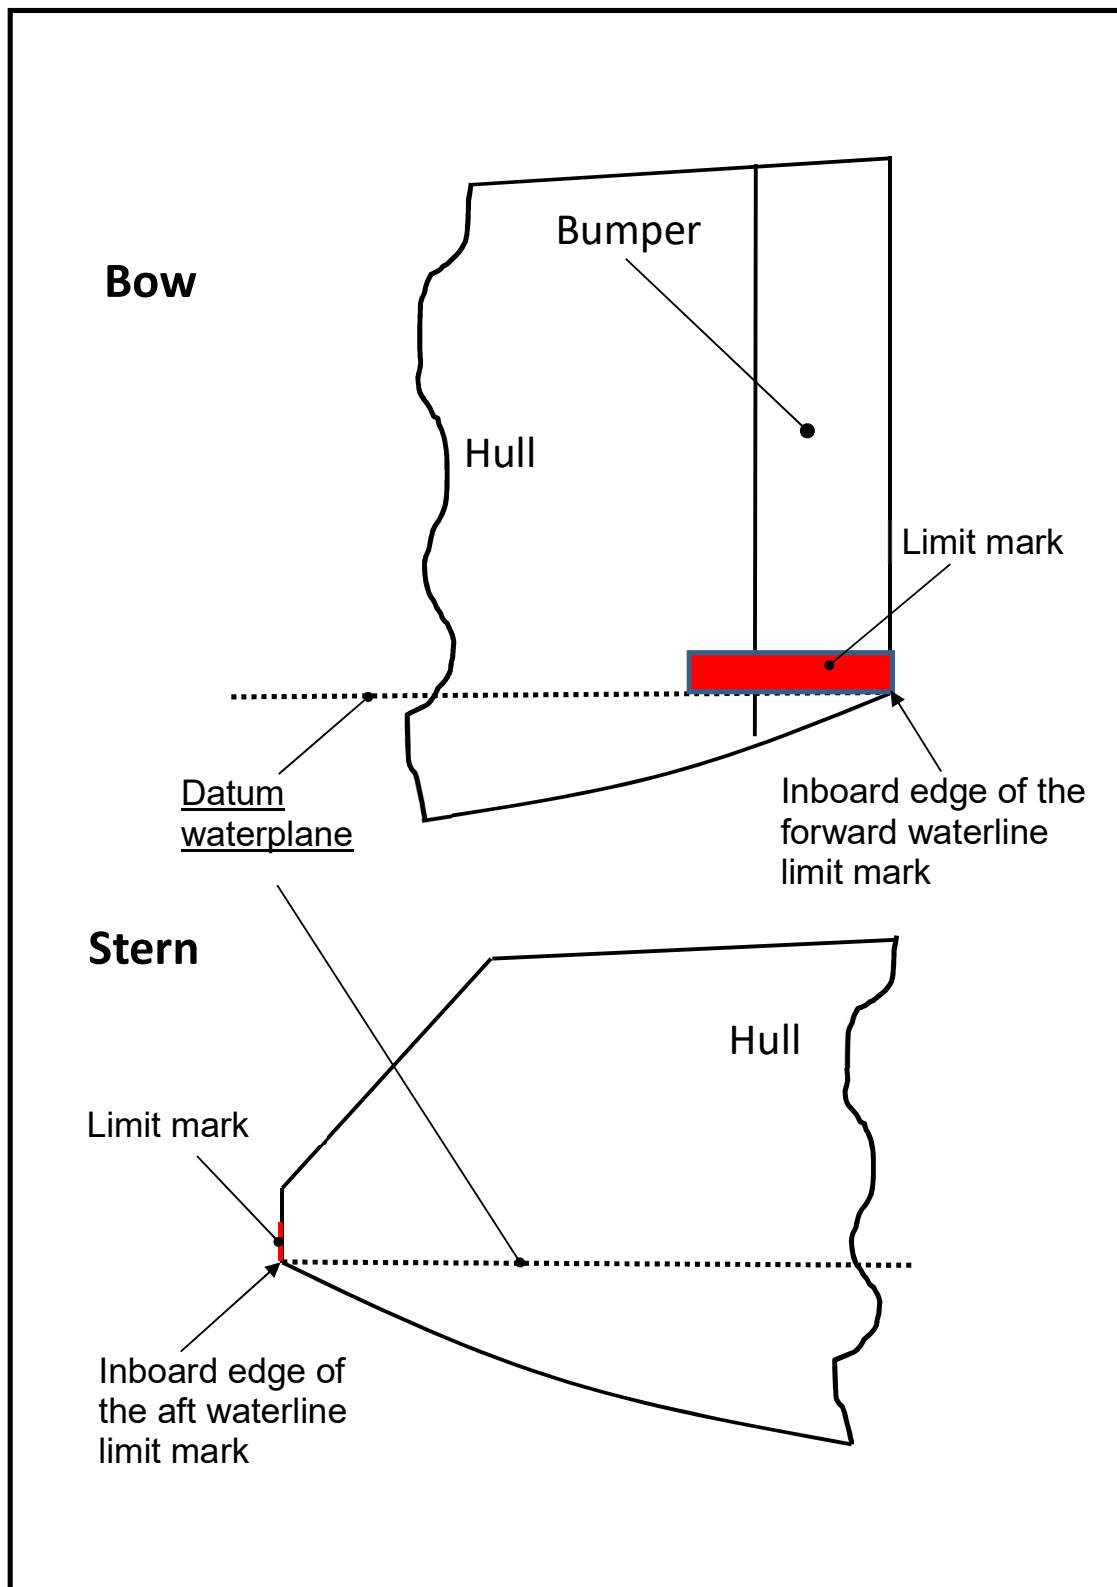 Bumper
Bow
Hull
Limit mark
Datum
waterplane
Inboard edge of the
forward waterline
limit mark
Stern
Hull
Limit mark
Inboard edge of
the aft waterline
limit mark